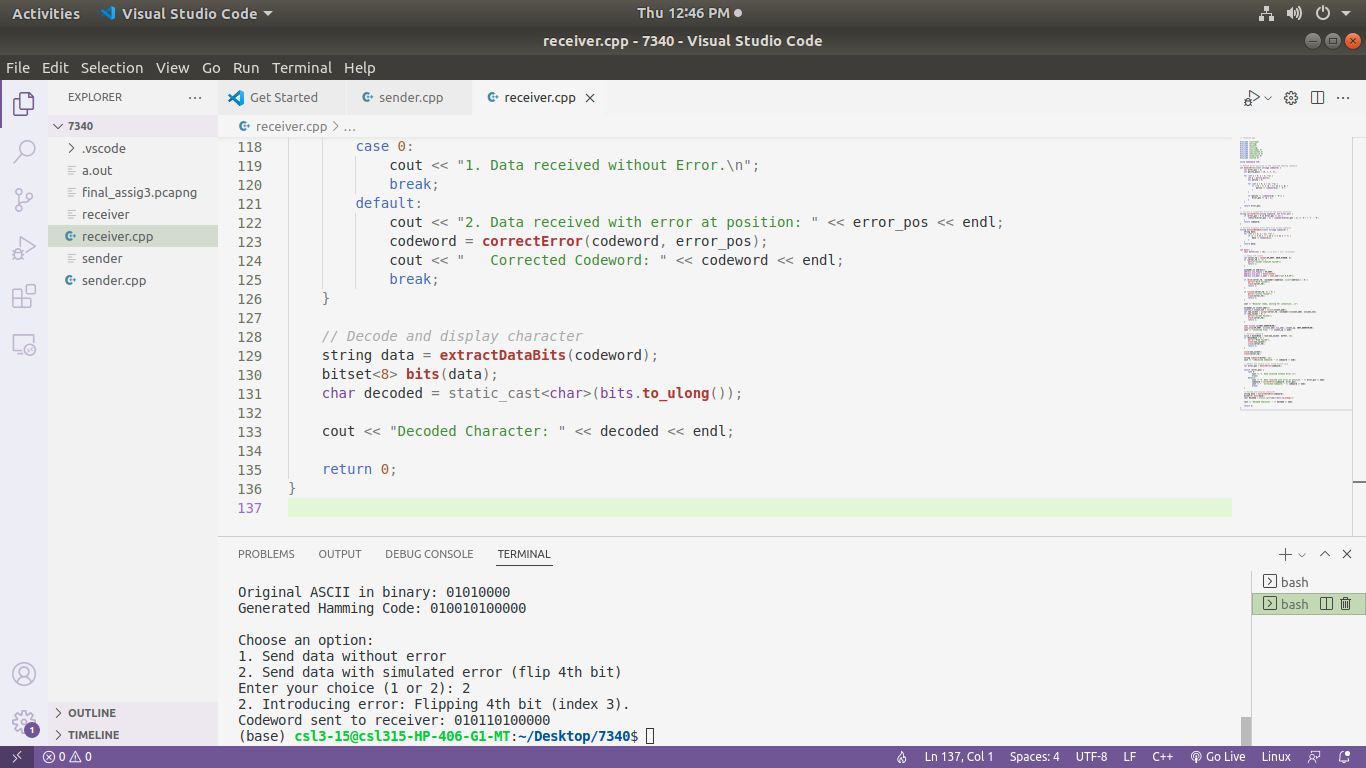 Activities Visual Studio Code Thu 12:46 PM
receiver.cpp - 7340 - Visual Studio Code
File Edit Selection View Go Run Terminal Help
EXPLORER
Get Started sender.cpp receiver.cpp
7340
receiver.cpp > ...
.vscode
a.out
final_assig3.pcapng
receiver
receiver.cpp
sender
sender.cpp
118 case 0:
119 cout << "1. Data received without Error.\n";
120 break;
121 default:
122 cout << "2. Data received with error at position: " << error_pos << endl;
123 codeword = correctError(codeword, error_pos);
124 cout << "   Corrected Codeword: " << codeword << endl;
125 break;
126 }
127
128 // Decode and display character
129 string data = extractDataBits(codeword);
130 bitset<8> bits(data);
131 char decoded = static_cast<char>(bits.to_ulong());
132
133 cout << "Decoded Character: " << decoded << endl;
134
135 return 0;
136 }
137
PROBLEMS OUTPUT DEBUG CONSOLE TERMINAL
Original ASCII in binary: 01010000
Generated Hamming Code: 010010100000
Choose an option:
1. Send data without error
2. Send data with simulated error (flip 4th bit)
Enter your choice (1 or 2): 2
2. Introducing error: Flipping 4th bit (index 3).
Codeword sent to receiver: 010110100000
(base) csl3-15@csl315-HP-406-G1-MT:~/Desktop/7340$
bash
bash
OUTLINE
TIMELINE
1
0 0 Ln 137, Col 1 Spaces: 4 UTF-8 LF C++ Go Live Linux